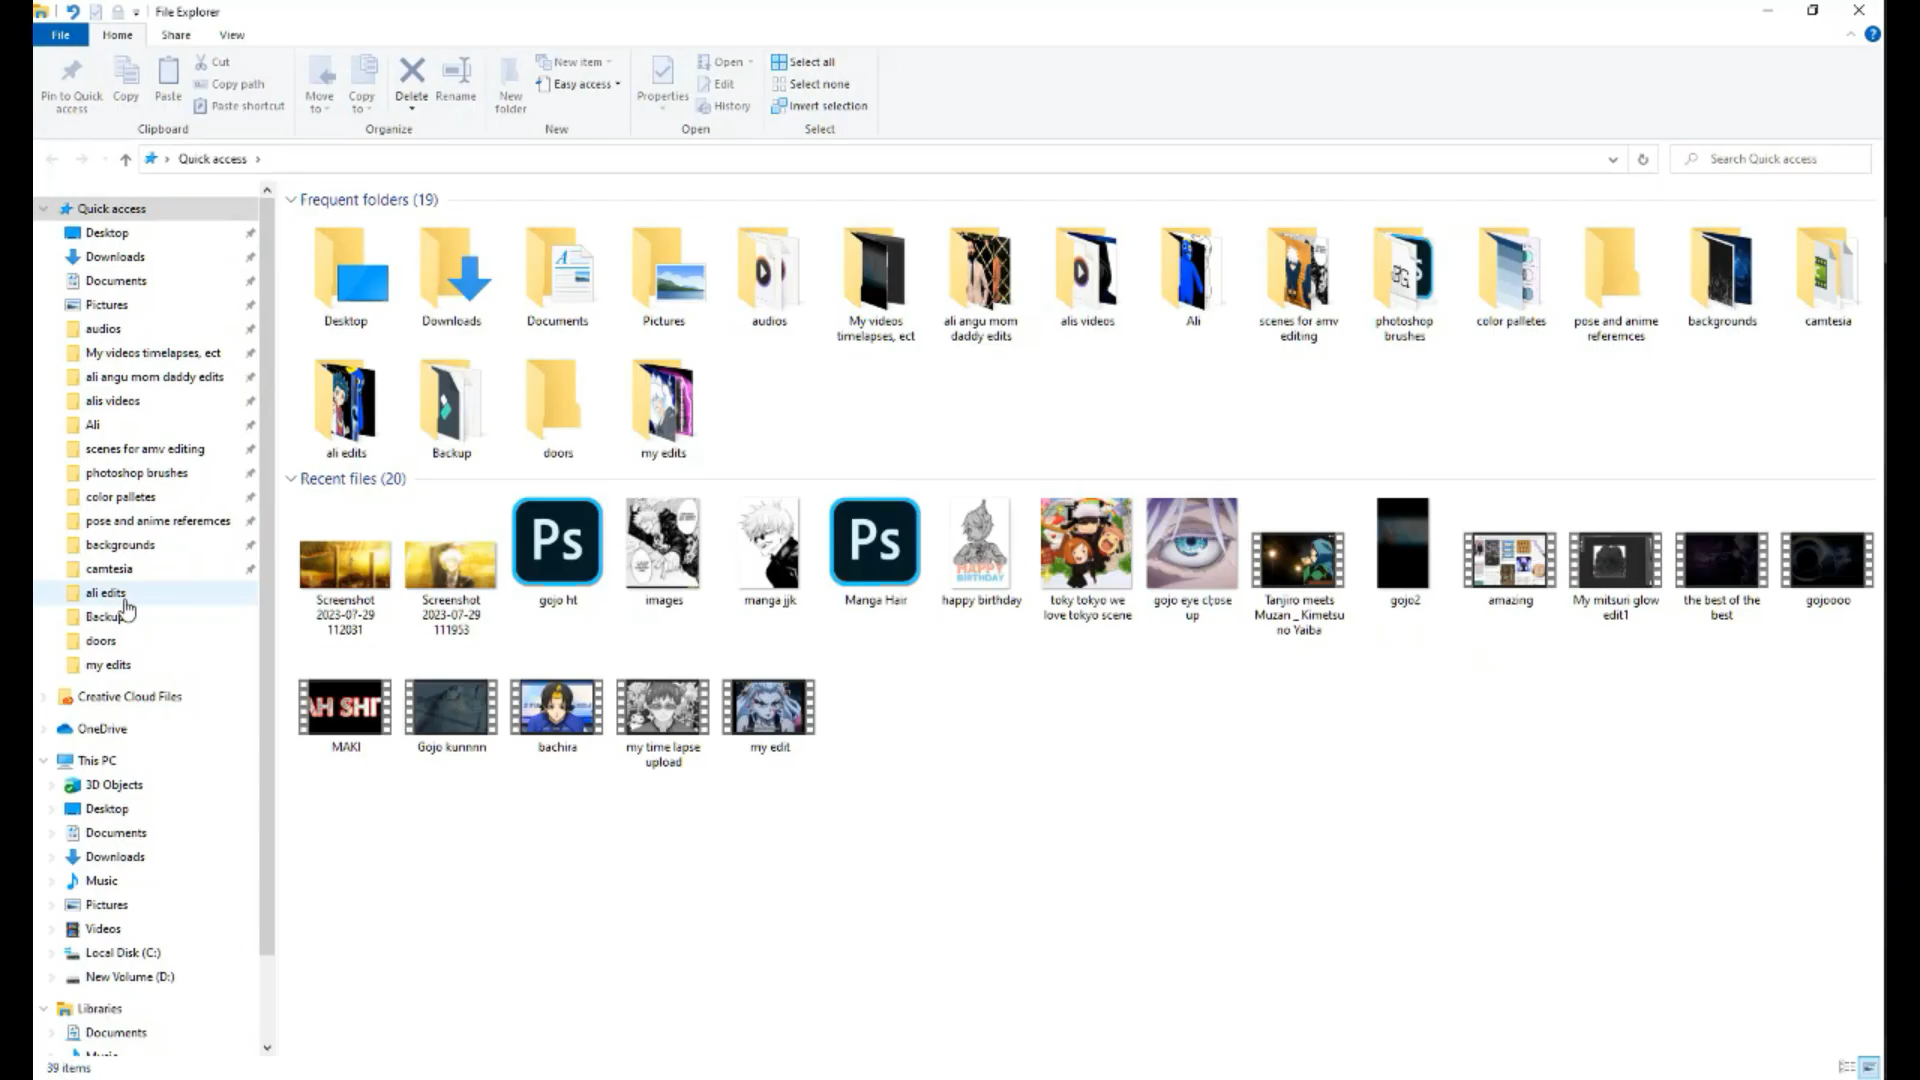 File Explorer
File
Home
Share
View
Pin to Quick access
Copy
Paste
Cut
Copy path
Paste shortcut
Clipboard
Move to
Copy to
Delete
Rename
Organize
New folder
New item
Easy access
New
Properties
Open
Edit
History
Open
Select all
Select none
Invert selection
Select
Quick access
Search Quick access
Quick access
Desktop
Downloads
Documents
Pictures
audios
My videos timelapses, ect
ali angu mom daddy edits
alis videos
Ali
scenes for amv editing
photoshop brushes
color palletes
pose and anime referemces
backgrounds
camtesia
ali edits
Backup
doors
my edits
Creative Cloud Files
OneDrive
This PC
3D Objects
Desktop
Documents
Downloads
Music
Pictures
Videos
Local Disk (C:)
New Volume (D:)
Libraries
Documents
Music
39 items
Frequent folders (19)
Desktop
Downloads
Documents
Pictures
audios
My videos
timelapses, ect
ali angu mom
daddy edits
alis videos
Ali
scenes for amv
editing
photoshop
brushes
color palletes
pose and anime
referemces
backgrounds
camtesia
ali edits
Backup
doors
my edits
Recent files (20)
Screenshot
2023-07-29
112031
Screenshot
2023-07-29
111953
Ps
gojo ht
images
manga jjk
Ps
Manga Hair
HAPPY
BIRTHDAY
happy birthday
toky tokyo we
love tokyo scene
gojo eye close
up
Tanjiro meets
Muzan _ Kimetsu
no Yaiba
gojo2
amazing
My mitsuri glow
edit1
the best of the
best
gojoooo
AH SHI
MAKI
Gojo kunnnn
bachira
my time lapse
upload
my edit